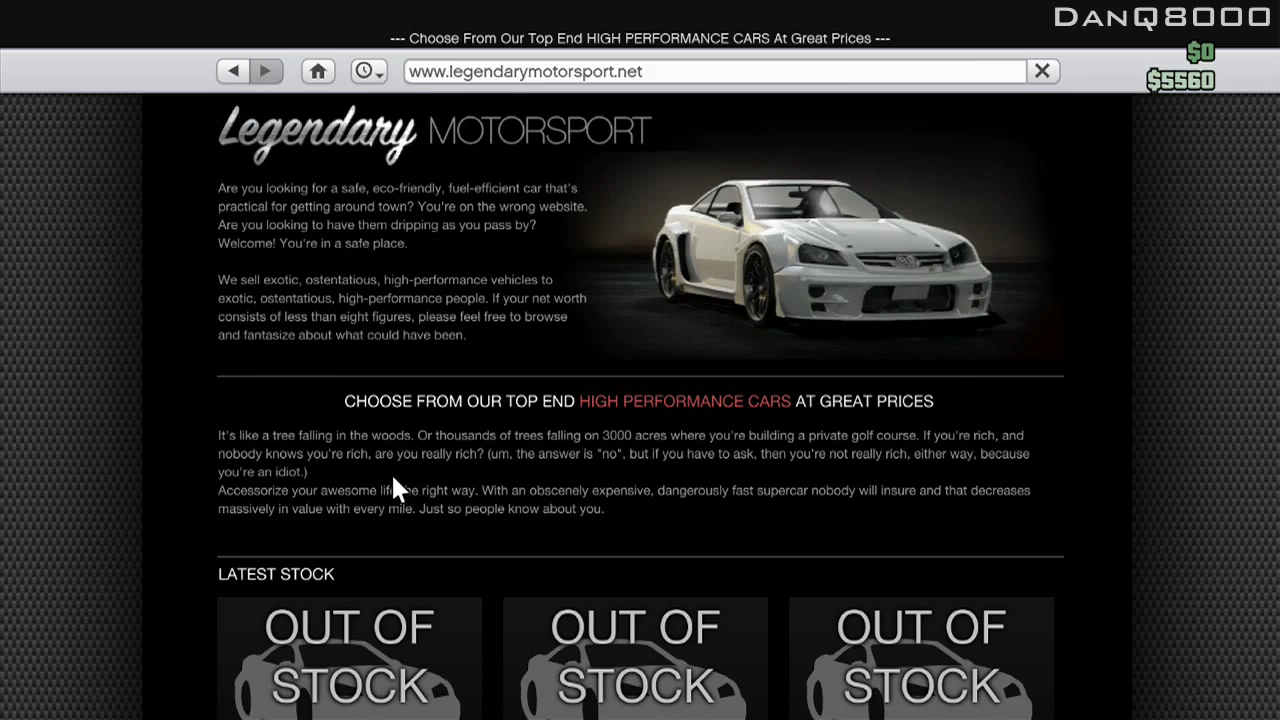 DanQ8000
--- Choose From Our Top End HIGH PERFORMANCE CARS At Great Prices ---
$0
www.legendarymotorsport.net
$5560
Legendary MOTORSPORT
Are you looking for a safe, eco-friendly, fuel-efficient car that's
practical for getting around town? You're on the wrong website.
Are you looking to have them dripping as you pass by?
Welcome! You're in a safe place.
We sell exotic, ostentatious, high-performance vehicles to
exotic, ostentatious, high-performance people. If your net worth
consists of less than eight figures, please feel free to browse
and fantasize about what could have been.
CHOOSE FROM OUR TOP END HIGH PERFORMANCE CARS AT GREAT PRICES
It's like a tree falling in the woods. Or thousands of trees falling on 3000 acres where you're building a private golf course. If you're rich, and
nobody knows you're rich, are you really rich? (um, the answer is "no", but if you have to ask, then you're not really rich, either way, because
you're an idiot.)
Accessorize your awesome right way. With an obscenely expensive, dangerously fast supercar nobody will insure and that decreases
massively in value with every mile. Just so people know about you.
LATEST STOCK
OUT OF STOCK
OUT OF STOCK
OUT OF STOCK